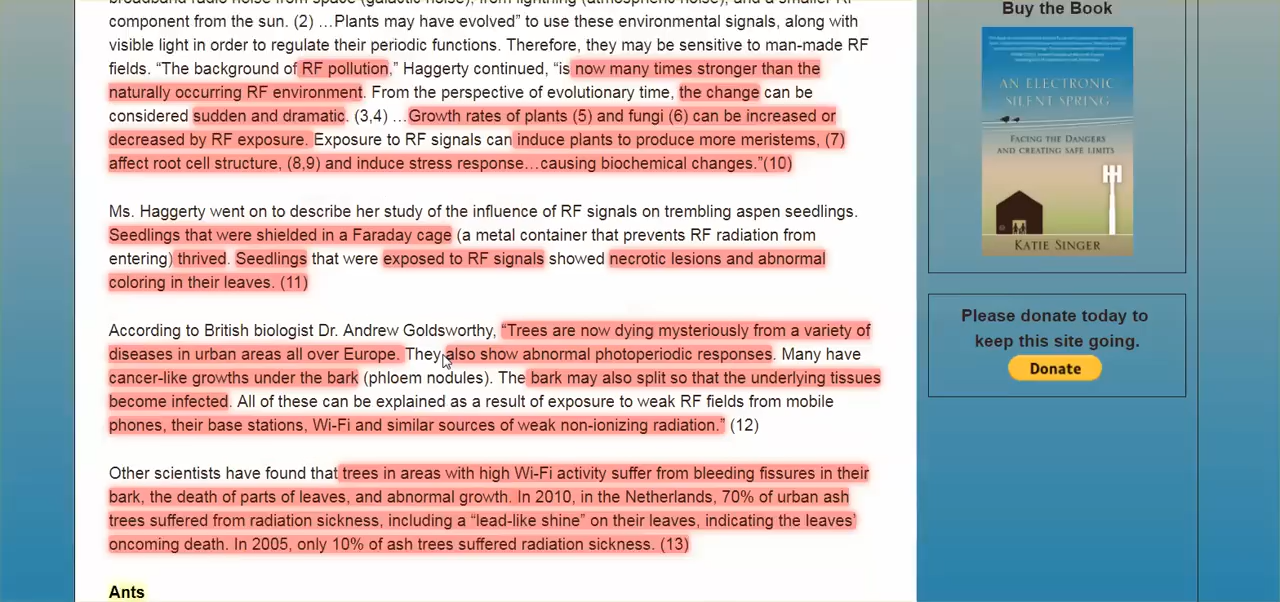 broadband radio noise from space (galactic noise), from lightning (atmospheric noise), and a smaller RF
component from the sun. (2) …Plants may have evolved” to use these environmental signals, along with
visible light in order to regulate their periodic functions. Therefore, they may be sensitive to man-made RF
fields. “The background of RF pollution,” Haggerty continued, “is now many times stronger than the
naturally occurring RF environment. From the perspective of evolutionary time, the change can be
considered sudden and dramatic. (3,4) …Growth rates of plants (5) and fungi (6) can be increased or
decreased by RF exposure. Exposure to RF signals can induce plants to produce more meristems, (7)
affect root cell structure, (8,9) and induce stress response…causing biochemical changes.”(10)
Ms. Haggerty went on to describe her study of the influence of RF signals on trembling aspen seedlings.
Seedlings that were shielded in a Faraday cage (a metal container that prevents RF radiation from
entering) thrived. Seedlings that were exposed to RF signals showed necrotic lesions and abnormal
coloring in their leaves. (11)
According to British biologist Dr. Andrew Goldsworthy, “Trees are now dying mysteriously from a variety of
diseases in urban areas all over Europe. They also show abnormal photoperiodic responses. Many have
cancer-like growths under the bark (phloem nodules). The bark may also split so that the underlying tissues
become infected. All of these can be explained as a result of exposure to weak RF fields from mobile
phones, their base stations, Wi-Fi and similar sources of weak non-ionizing radiation.” (12)
Other scientists have found that trees in areas with high Wi-Fi activity suffer from bleeding fissures in their
bark, the death of parts of leaves, and abnormal growth. In 2010, in the Netherlands, 70% of urban ash
trees suffered from radiation sickness, including a “lead-like shine” on their leaves, indicating the leaves’
oncoming death. In 2005, only 10% of ash trees suffered radiation sickness. (13)
Ants
Buy the Book
AN ELECTRONIC
SILENT SPRING
FACING THE DANGERS
AND CREATING SAFE LIMITS
KATIE SINGER
Please donate today to
keep this site going.
Donate